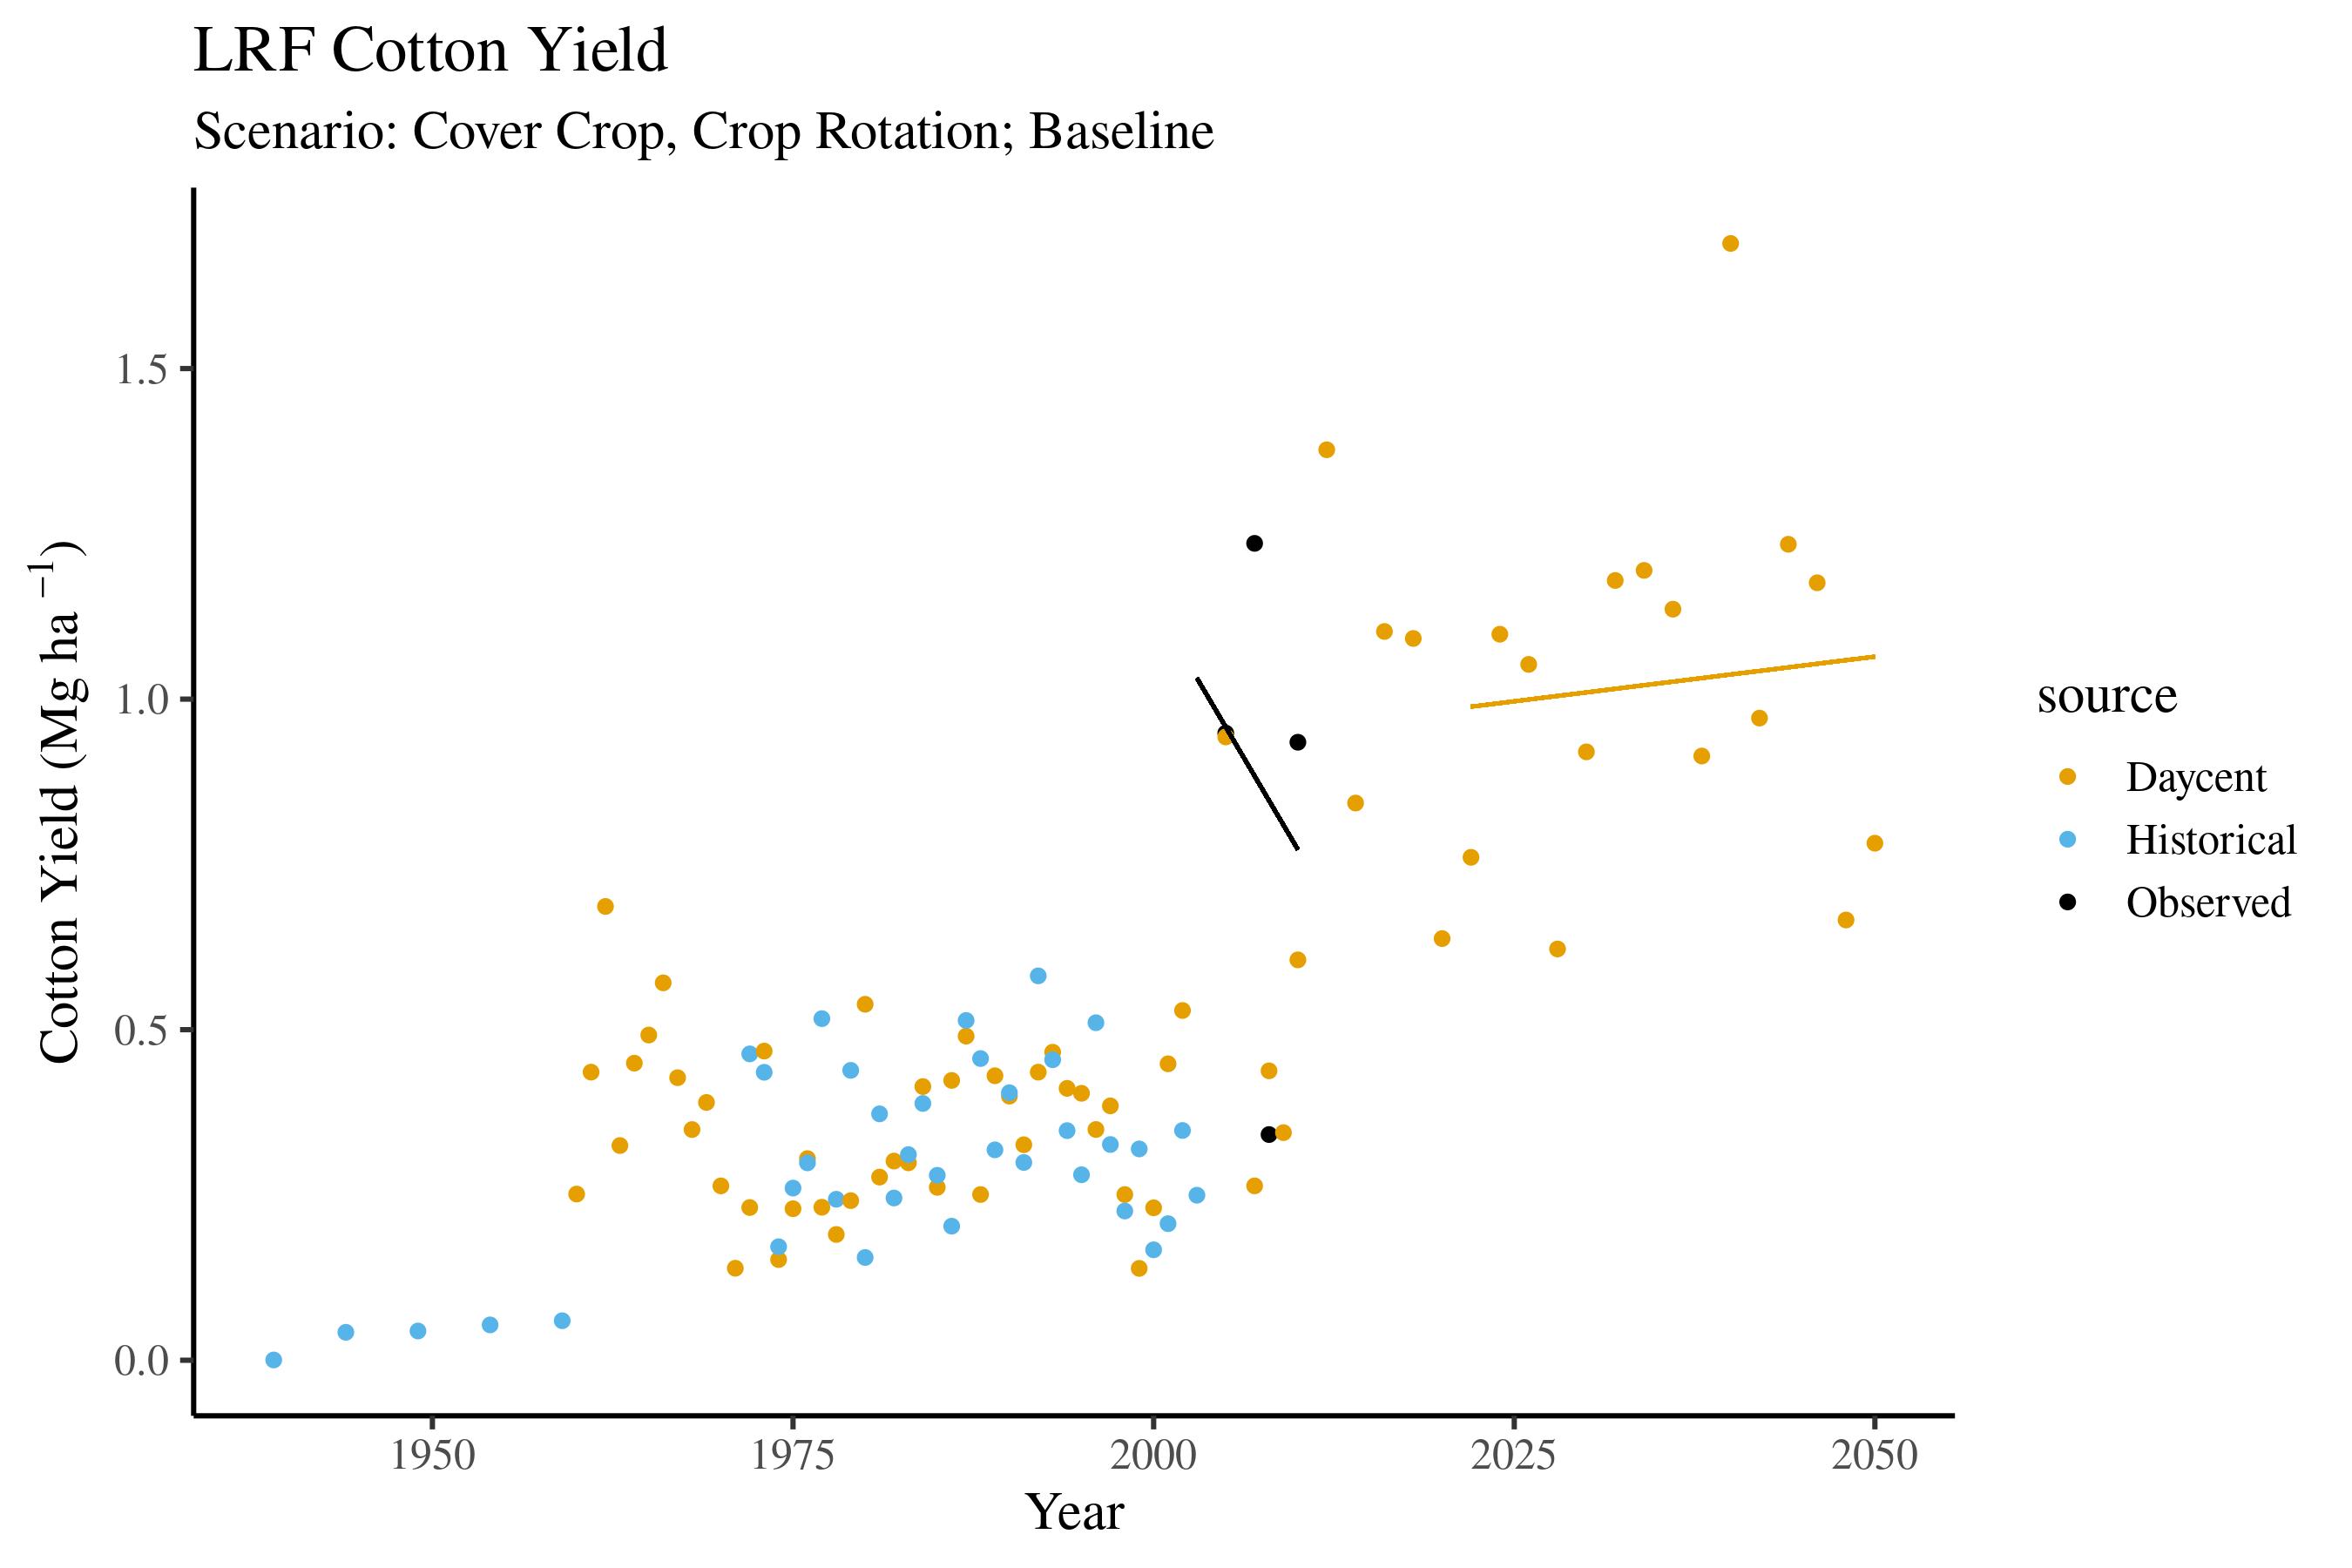 LRF Cotton Yield
Scenario: Cover Crop, Crop Rotation; Baseline
Cotton Yield (Mg ha −1)
1.5
1.0
0.5
0.0
1950 1975 2000 2025 2050
Year
source
Daycent
Historical
Observed